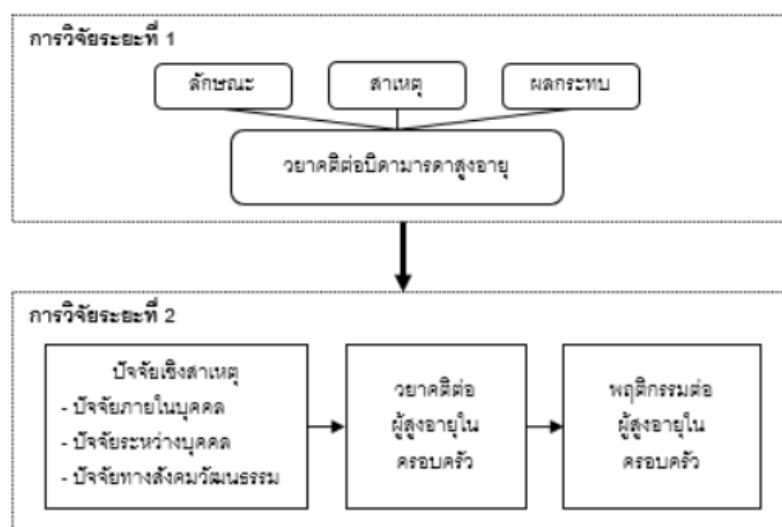 การวิจัยระยะที่ 1
ลักษณะ
สาเหตุ
ผลกระทบ
วยาคติต่อบิดามารดาสูงอายุ
การวิจัยระยะที่ 2
ปัจจัยเชิงสาเหตุ
- ปัจจัยภายในบุคคล
- ปัจจัยระหว่างบุคคล
- ปัจจัยทางสังคมวัฒนธรรม
วยาคติต่อ
ผู้สูงอายุใน
ครอบครัว
พฤติกรรมต่อ
ผู้สูงอายุใน
ครอบครัว